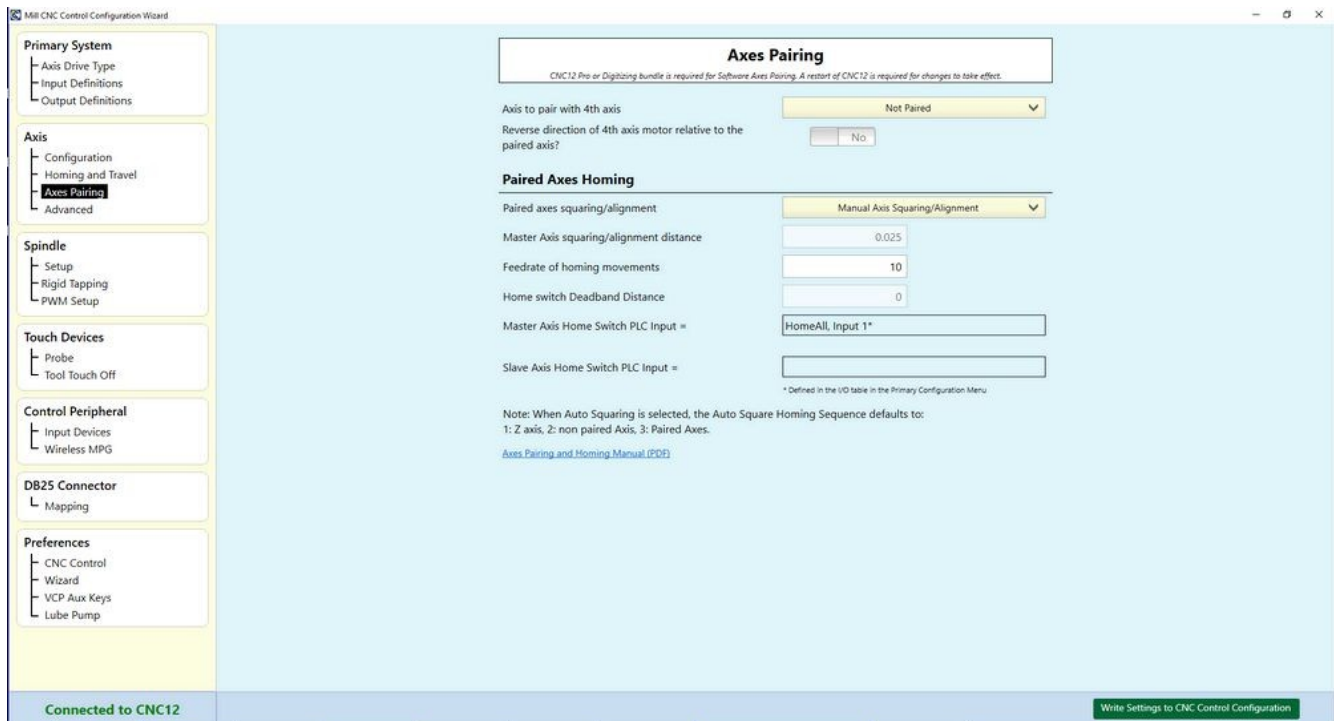 Mill CNC Control Configuration Wizard
Primary System
Axis Drive Type
Input Definitions
Output Definitions
Axis
Configuration
Homing and Travel
Axes Pairing
Advanced
Spindle
Setup
Rigid Tapping
PWM Setup
Touch Devices
Probe
Tool Touch Off
Control Peripheral
Input Devices
Wireless MPG
DB25 Connector
Mapping
Preferences
CNC Control
Wizard
VCP Aux Keys
Lube Pump
Connected to CNC12
Axes Pairing
CNC12 Pro or Digitizing bundle is required for Software Axes Pairing. A restart of CNC12 is required for changes to take effect.
Axis to pair with 4th axis Not Paired
Reverse direction of 4th axis motor relative to the
paired axis? No
Paired Axes Homing
Paired axes squaring/alignment Manual Axis Squaring/Alignment
Master Axis squaring/alignment distance 0.025
Feedrate of homing movements 10
Home switch Deadband Distance 0
Master Axis Home Switch PLC Input = HomeAll, Input 1*
Slave Axis Home Switch PLC Input =
* Defined in the I/O table in the Primary Configuration Menu
Note: When Auto Squaring is selected, the Auto Square Homing Sequence defaults to:
1: Z axis, 2: non paired Axis, 3: Paired Axes.
Axes Pairing and Homing Manual (PDF)
Write Settings to CNC Control Configuration